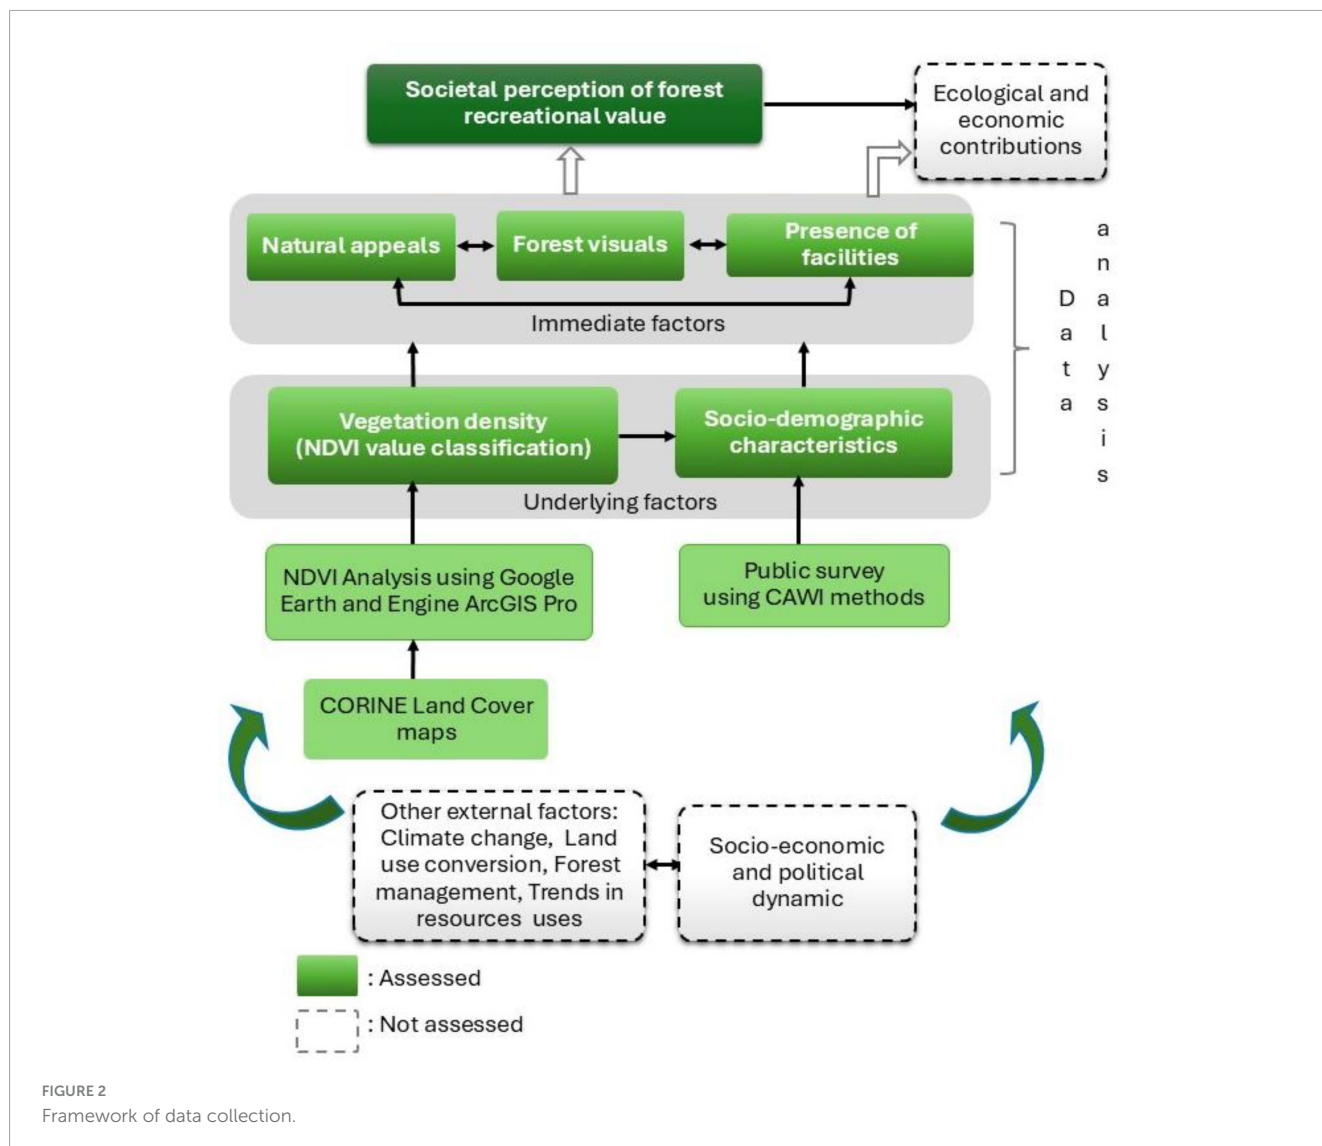 Societal perception of forest
recreational value
Ecological and
economic
contributions
Natural appeals
Forest visuals
Presence of
facilities
Immediate factors
Data
analysis
Vegetation density
(NDVI value classification)
Socio-demographic
characteristics
Underlying factors
NDVI Analysis using Google
Earth and Engine ArcGIS Pro
Public survey
using CAWI methods
CORINE Land Cover
maps
Other external factors:
Climate change, Land
use conversion, Forest
management, Trends in
resources uses
Socio-economic
and political
dynamic
: Assessed
: Not assessed
FIGURE 2
Framework of data collection.